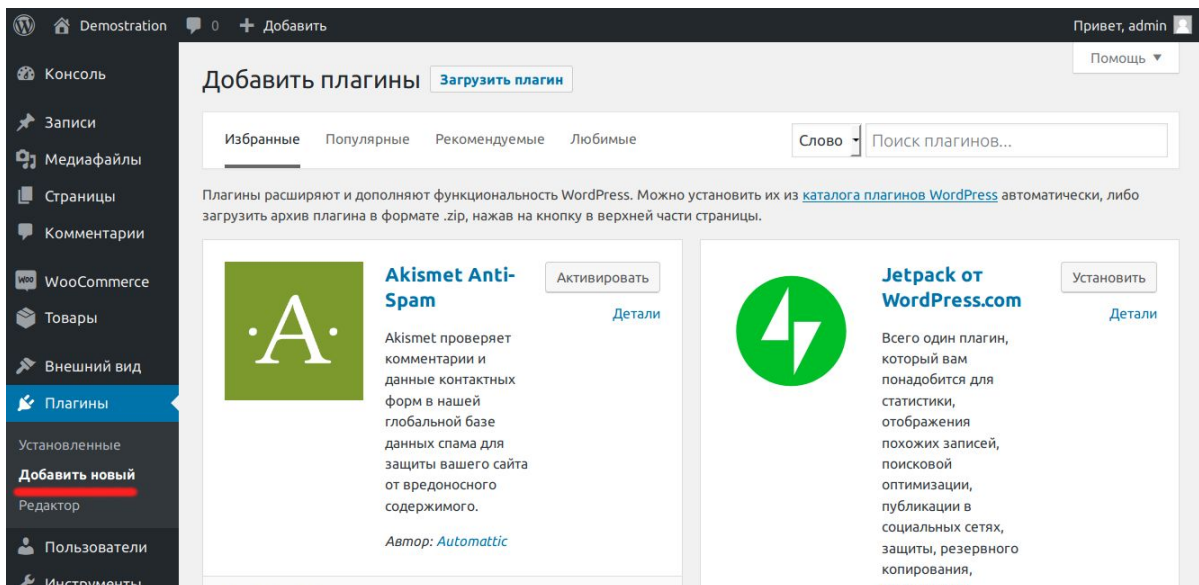 Demostration 0 + Добавить Привет, admin
Помощь ▼
Консоль
Записи
Медиафайлы
Страницы
Комментарии
WOO WooCommerce
Товары
Внешний вид
Плагины
Установленные
Добавить новый
Редактор
Пользователи
Инструменты
Добавить плагины Загрузить плагин
Избранные Популярные Рекомендуемые Любимые Слово Поиск плагинов...
Плагины расширяют и дополняют функциональность WordPress. Можно установить их из каталога плагинов WordPress автоматически, либо
загрузить архив плагина в формате .zip, нажав на кнопку в верхней части страницы.
·A·
Akismet Anti-
Spam
Активировать
Детали
Akismet проверяет
комментарии и
данные контактных
форм в нашей
глобальной базе
данных спама для
защиты вашего сайта
от вредоносного
содержимого.
Автор: Automattic
Jetpack от
WordPress.com
Установить
Детали
Всего один плагин,
который вам
понадобится для
статистики,
отображения
похожих записей,
поисковой
оптимизации,
публикации в
социальных сетях,
защиты, резервного
копирования,